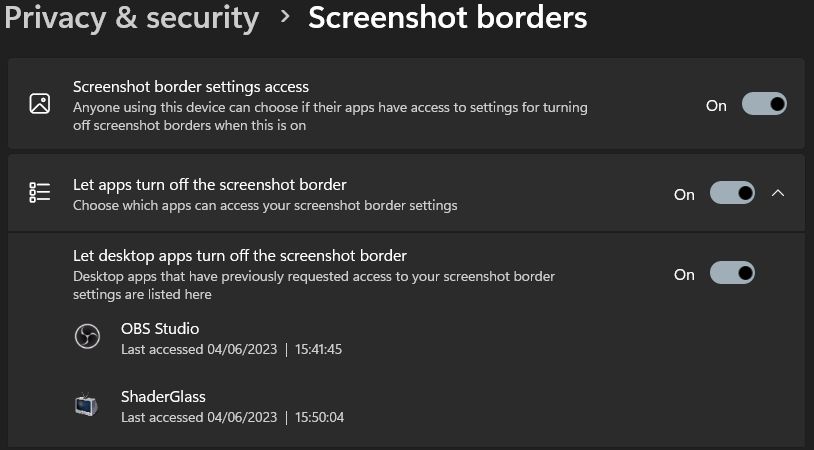 Privacy & security > Screenshot borders
Screenshot border settings access
Anyone using this device can choose if their apps have access to settings for turning
off screenshot borders when this is on
On
Let apps turn off the screenshot border
Choose which apps can access your screenshot border settings
On
Let desktop apps turn off the screenshot border
Desktop apps that have previously requested access to your screenshot border
settings are listed here
On
OBS Studio
Last accessed 04/06/2023 | 15:41:45
ShaderGlass
Last accessed 04/06/2023 | 15:50:04